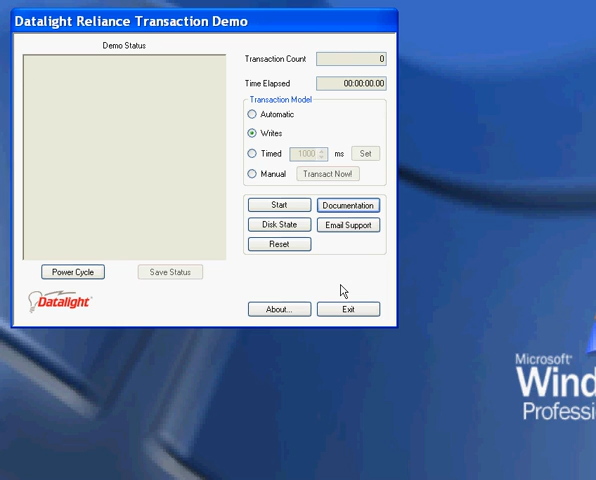 Datalight Reliance Transaction Demo
Demo Status
Transaction Count 0
Time Elapsed 00:00:00.00
Transaction Model
Automatic
Writes
Timed 1000 ms Set
Manual Transact Now!
Start Documentation
Disk State Email Support
Reset
Power Cycle Save Status
Datalight
About... Exit
Microsoft
Wind
Professi